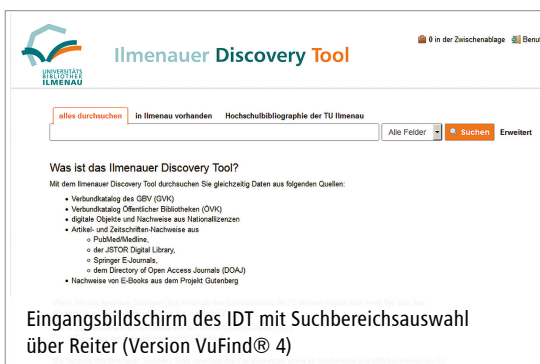 UNIVERSITÄTS
BIBLIOTHEK
ILMENAU
Ilmenauer Discovery Tool
0 in der Zwischenablage Benut
alles durchsuchen in Ilmenau vorhanden Hochschulbibliographie der TU Ilmenau
Alle Felder Suchen Erweitert
Was ist das Ilmenauer Discovery Tool?
Mit dem Ilmenauer Discovery Tool durchsuchen Sie gleichzeitig Daten aus folgenden Quellen:
• Verbundkatalog des GBV (GVK)
• Verbundkatalog Öffentlicher Bibliotheken (ÖVK)
• digitale Objekte und Nachweise aus Nationallizenzen
• Artikel- und Zeitschriften-Nachweise aus
o PubMed/Medline,
o der JSTOR Digital Library,
o Springer E-Journals,
o dem Directory of Open Access Journals (DOAJ)
• Nachweise von E-Books aus dem Projekt Gutenberg
Eingangsbildschirm des IDT mit Suchbereichsauswahl
über Reiter (Version VuFind® 4)